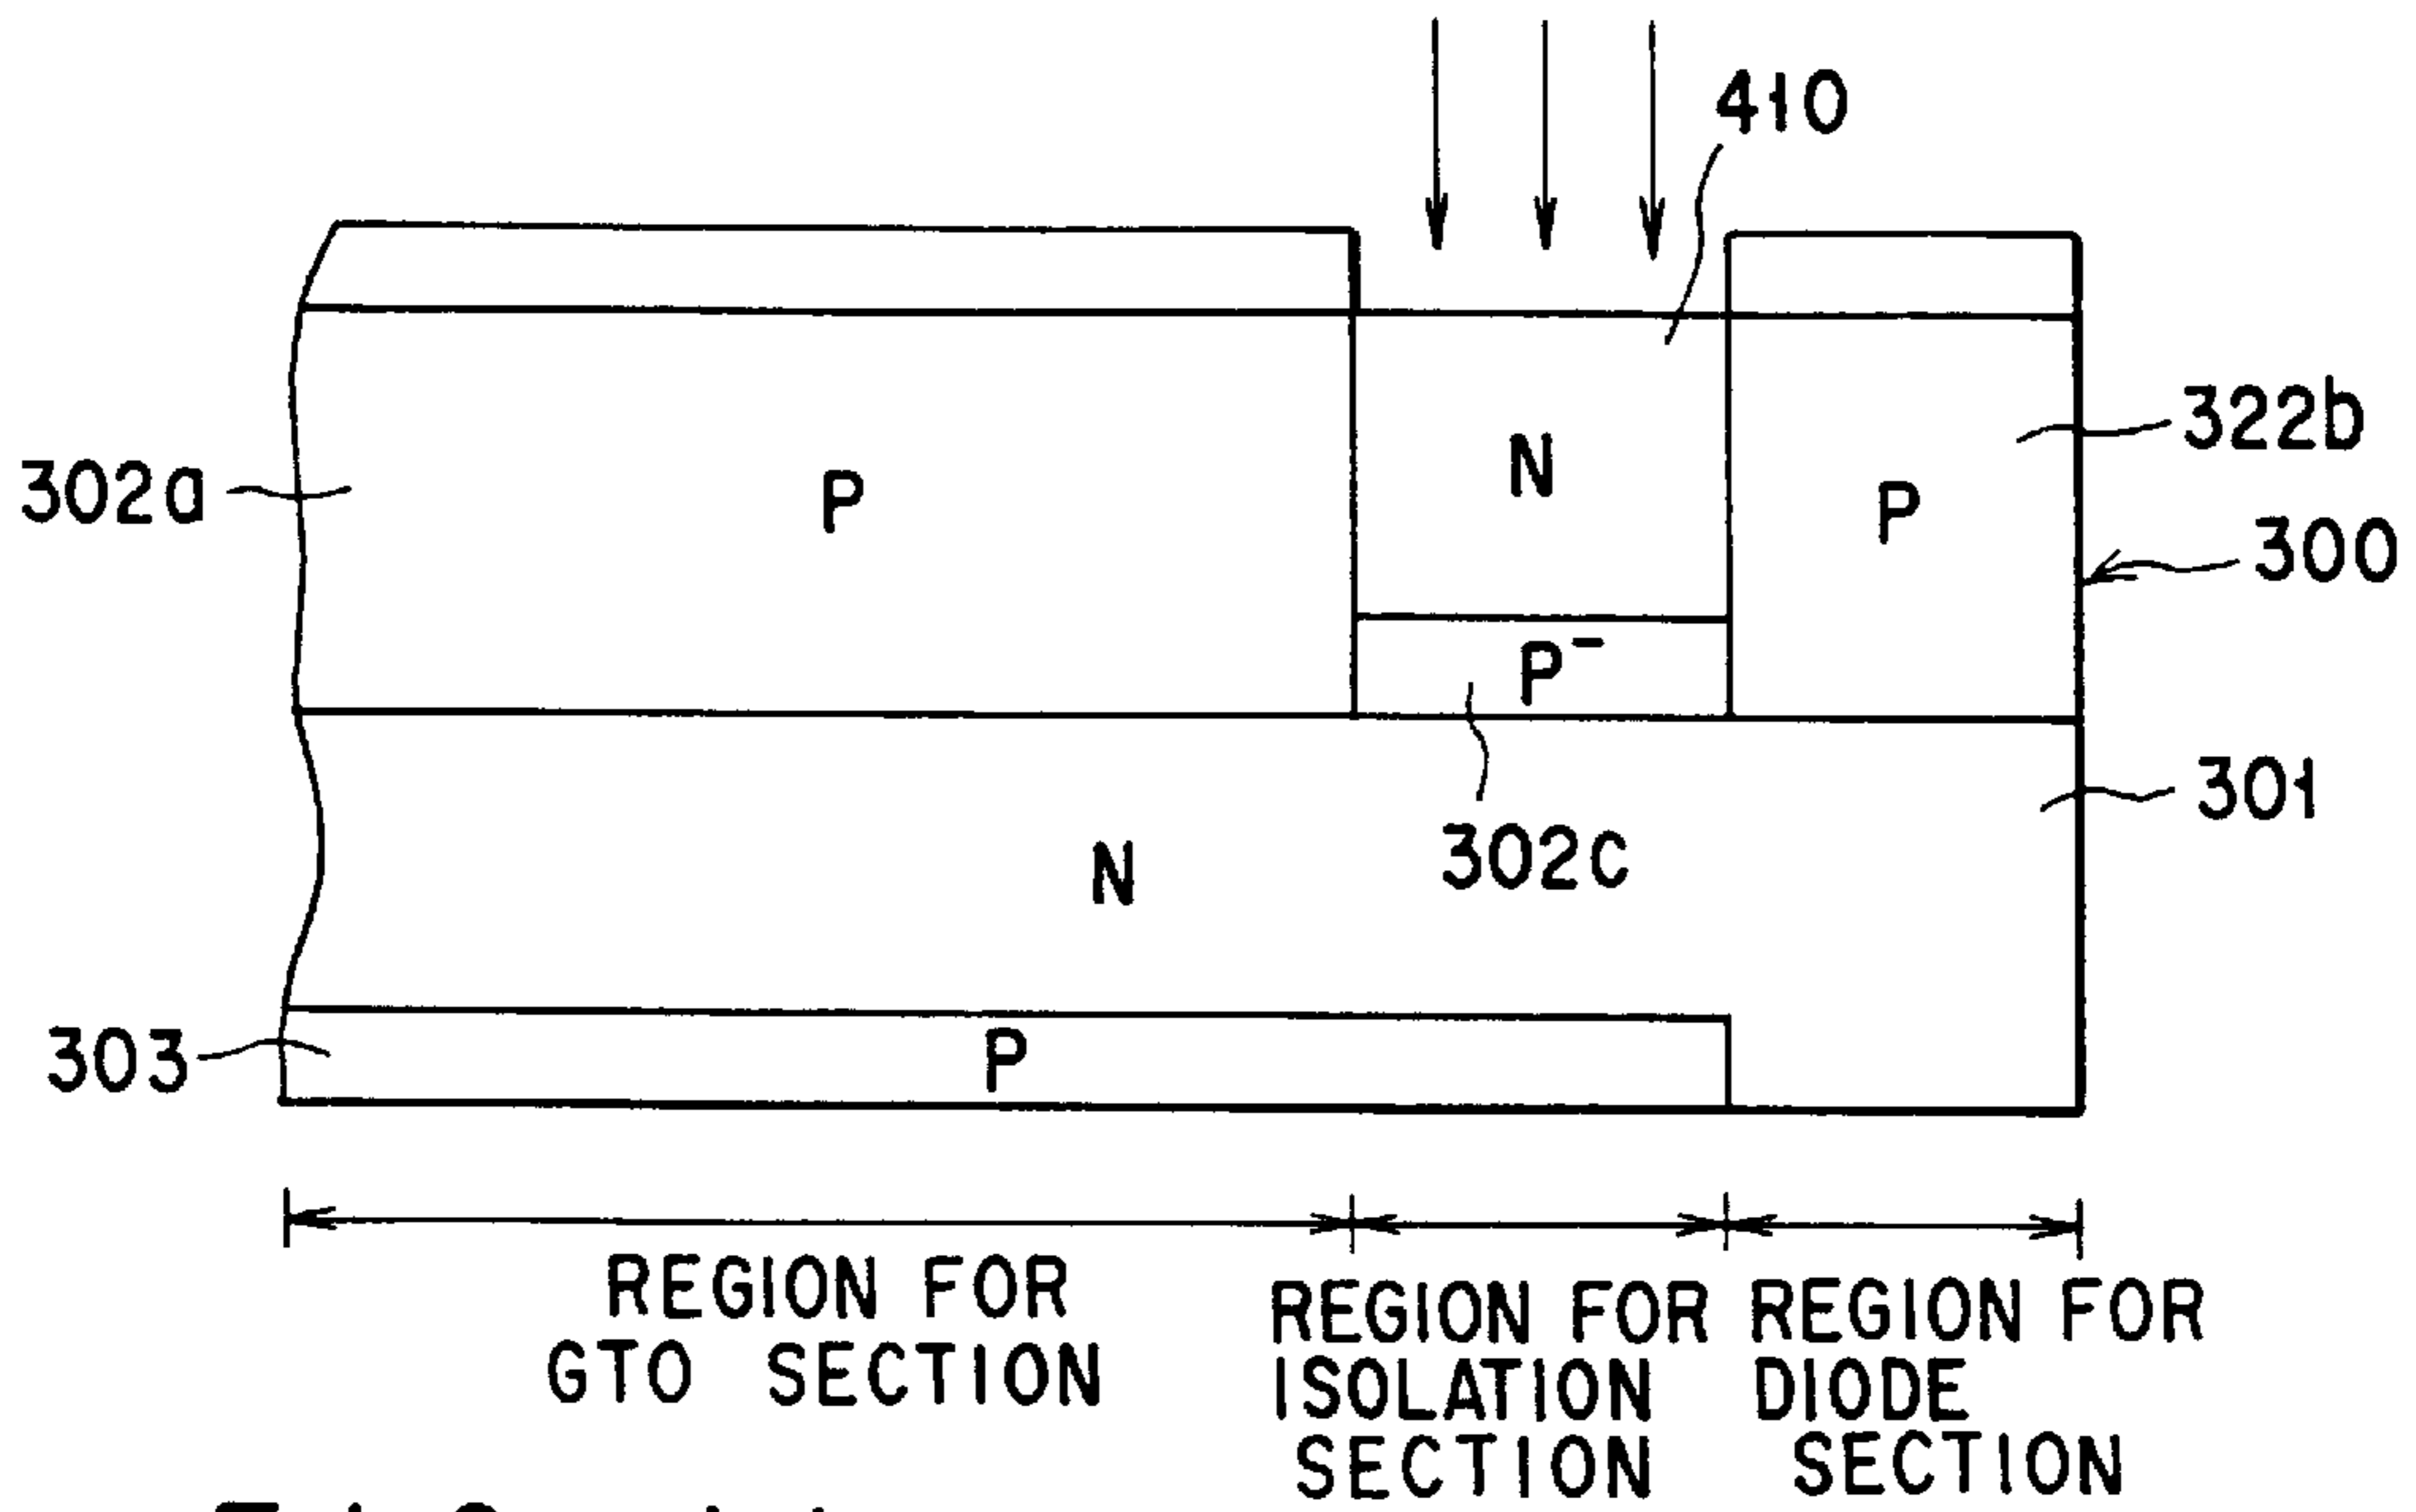 410
322b
302a
P
N
P
300
P⁻
301
302c
N
303
P
REGION FOR
GTO SECTION
REGION FOR
ISOLATION
SECTION
REGION FOR
DIODE
SECTION